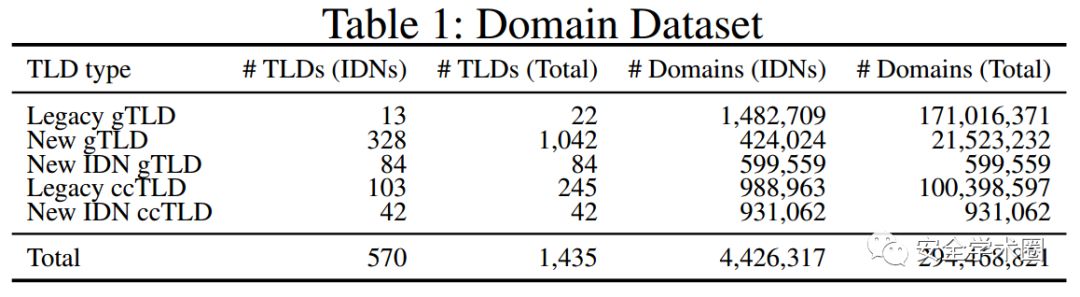 Table 1: Domain Dataset
TLD type # TLDs (IDNs) # TLDs (Total) # Domains (IDNs) # Domains (Total)
Legacy gTLD 13 22 1,482,709 171,016,371
New gTLD 328 1,042 424,024 21,523,232
New IDN gTLD 84 84 599,559 599,559
Legacy ccTLD 103 245 988,963 100,398,597
New IDN ccTLD 42 42 931,062 931,062
Total 570 1,435 4,426,317 294,468,821
安全学术圈